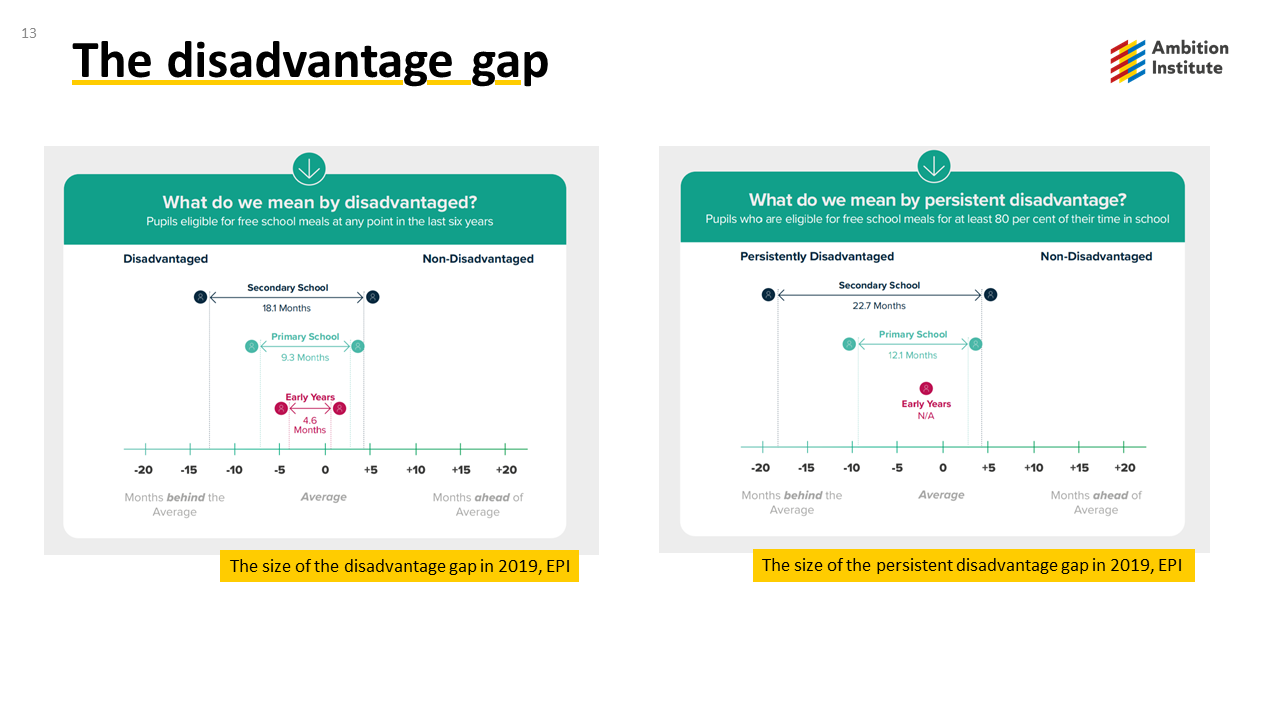 13
The disadvantage gap
Ambition
Institute
What do we mean by disadvantaged?
Pupils eligible for free school meals at any point in the last six years
Disadvantaged
Non-Disadvantaged
Secondary School
18.1 Months
Primary School
9.3 Months
Early Years
4.6
Months
-20 -15 -10 -5 0 +5 +10 +15 +20
Months behind the
Average
Average
Months ahead of
Average
The size of the disadvantage gap in 2019, EPI
What do we mean by persistent disadvantage?
Pupils who are eligible for free school meals for at least 80 per cent of their time in school
Persistently Disadvantaged
Non-Disadvantaged
Secondary School
22.7 Months
Primary School
12.1 Months
Early Years
N/A
-20 -15 -10 -5 0 +5 +10 +15 +20
Months behind the
Average
Average
Months ahead of
Average
The size of the persistent disadvantage gap in 2019, EPI